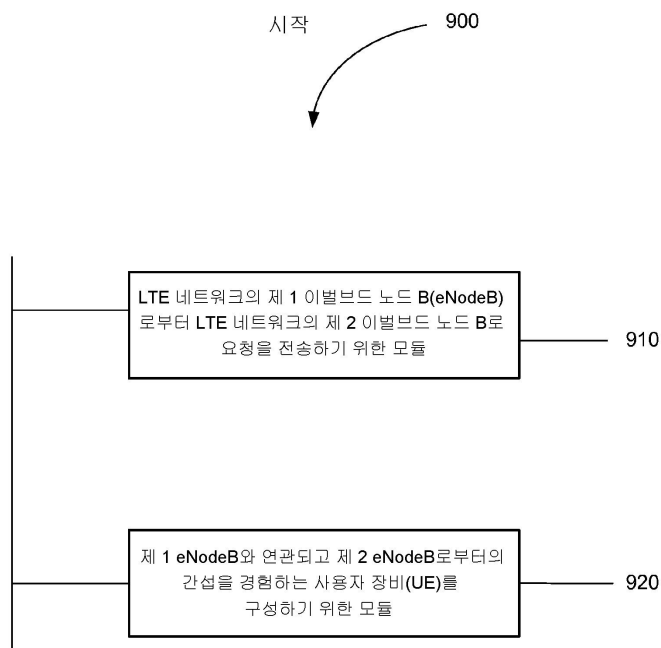 시작
900
LTE 네트워크의 제 1 이벌브드 노드 B(eNodeB)
로부터 LTE 네트워크의 제 2 이벌브드 노드 B로
요청을 전송하기 위한 모듈
910
제 1 eNodeB와 연관되고 제 2 eNodeB로부터의
간섭을 경험하는 사용자 장비(UE)를
구성하기 위한 모듈
920